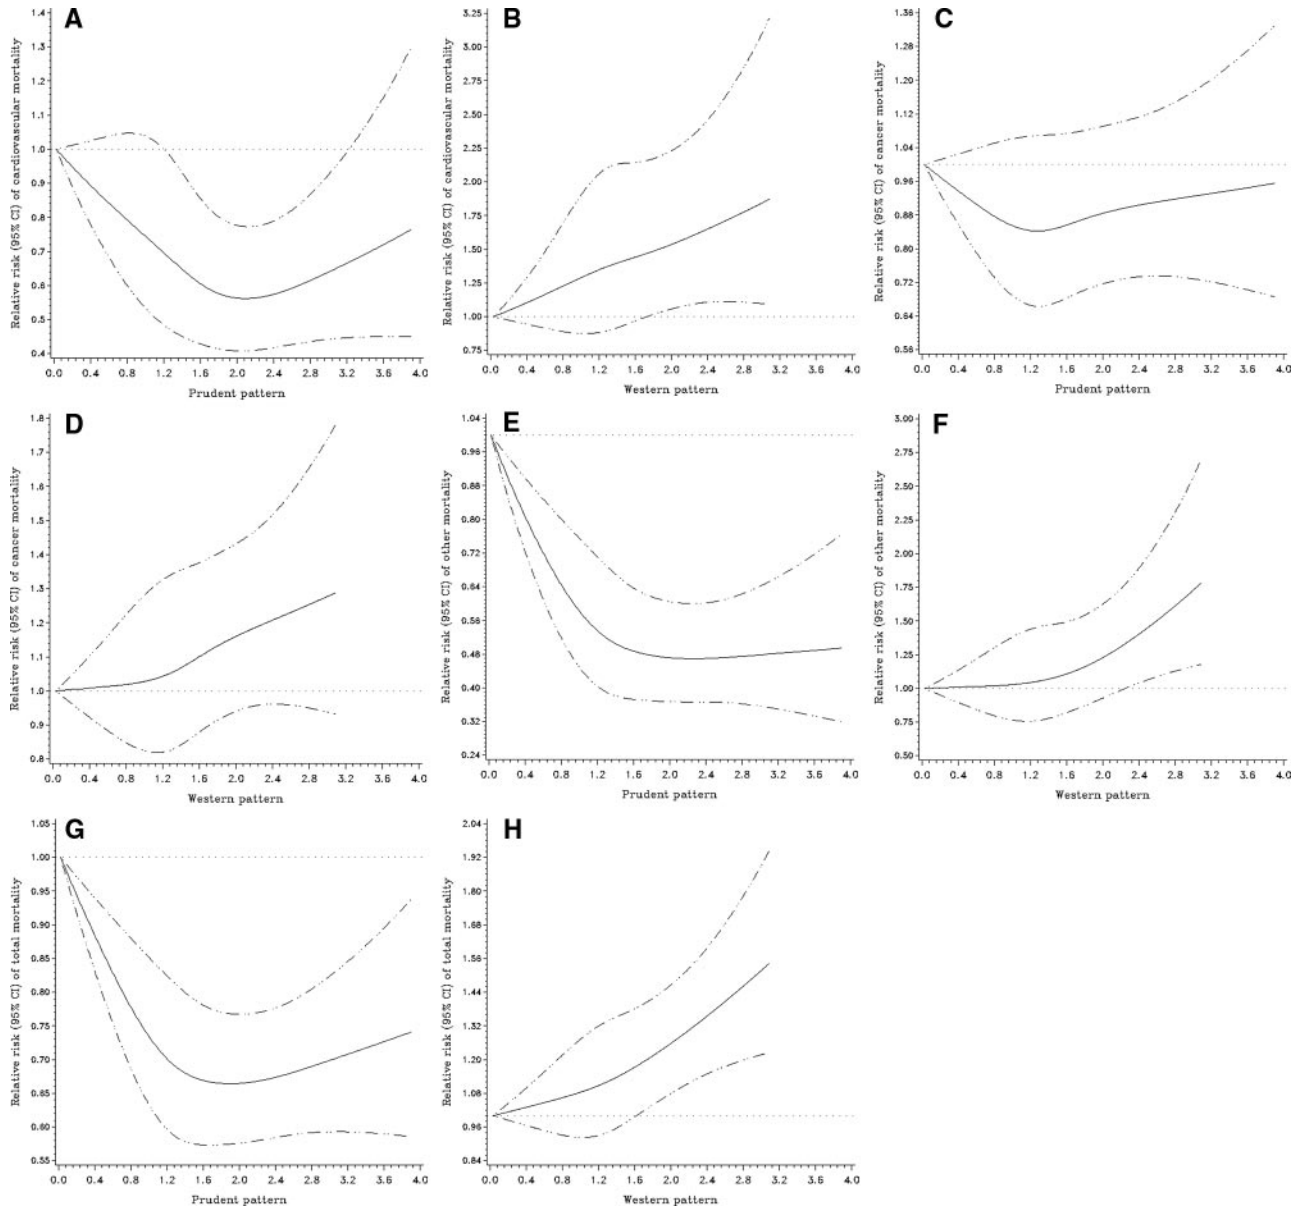 A
Relative risk (95% CI) of cardiovascular mortality
1.4
1.3
1.2
1.1
1.0
0.9
0.8
0.7
0.6
0.5
0.4
0.0 0.4 0.8 1.2 1.6 2.0 2.4 2.8 3.2 3.6 4.0
Prudent pattern
B
Relative risk (95% CI) of cardiovascular mortality
3.25
3.00
2.75
2.50
2.25
2.00
1.75
1.50
1.25
1.00
0.75
0.0 0.4 0.8 1.2 1.6 2.0 2.4 2.8 3.2 3.6 4.0
Western pattern
C
Relative risk (95% CI) of cancer mortality
1.36
1.28
1.20
1.12
1.04
0.96
0.88
0.80
0.72
0.64
0.56
0.0 0.4 0.8 1.2 1.6 2.0 2.4 2.8 3.2 3.6 4.0
Prudent pattern
D
Relative risk (95% CI) of cancer mortality
1.8
1.7
1.6
1.5
1.4
1.3
1.2
1.1
1.0
0.9
0.8
0.0 0.4 0.8 1.2 1.6 2.0 2.4 2.8 3.2 3.6 4.0
Western pattern
E
Relative risk (95% CI) of other mortality
1.04
0.96
0.88
0.80
0.72
0.64
0.56
0.48
0.40
0.32
0.24
0.0 0.4 0.8 1.2 1.6 2.0 2.4 2.8 3.2 3.6 4.0
Prudent pattern
F
Relative risk (95% CI) of other mortality
3.00
2.75
2.50
2.25
2.00
1.75
1.50
1.25
1.00
0.75
0.50
0.0 0.4 0.8 1.2 1.6 2.0 2.4 2.8 3.2 3.6 4.0
Western pattern
G
Relative risk (95% CI) of total mortality
1.05
1.00
0.95
0.90
0.85
0.80
0.75
0.70
0.65
0.60
0.55
0.0 0.4 0.8 1.2 1.6 2.0 2.4 2.8 3.2 3.6 4.0
Prudent pattern
H
Relative risk (95% CI) of total mortality
2.04
1.92
1.80
1.68
1.56
1.44
1.32
1.20
1.08
0.96
0.84
0.0 0.4 0.8 1.2 1.6 2.0 2.4 2.8 3.2 3.6 4.0
Western pattern